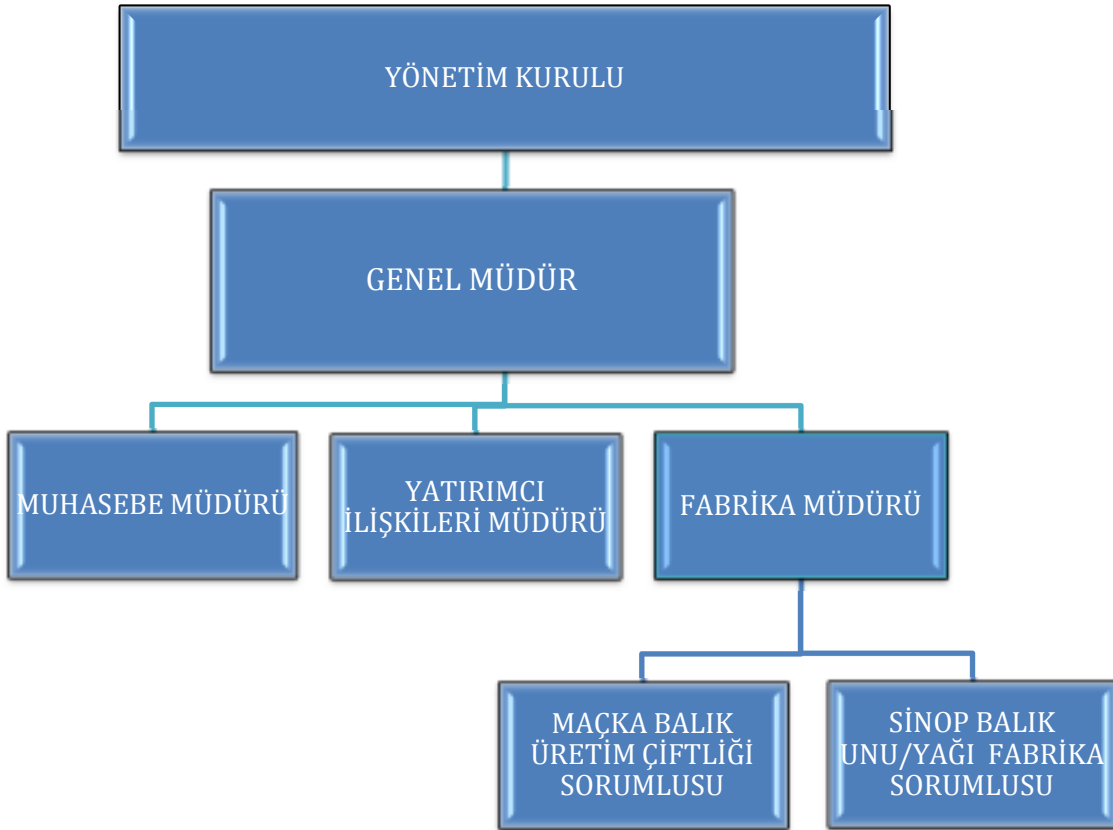 YÖNETİM KURULU
GENEL MÜDÜR
MUHASEBE MÜDÜRÜ
YATIRIMCI
İLİŞKİLERİ MÜDÜRÜ
FABRİKA MÜDÜRÜ
MAÇKA BALIK
ÜRETİM ÇİFTLİĞİ
SORUMLUSU
SİNOP BALIK
UNU/YAĞI FABRİKA
SORUMLUSU